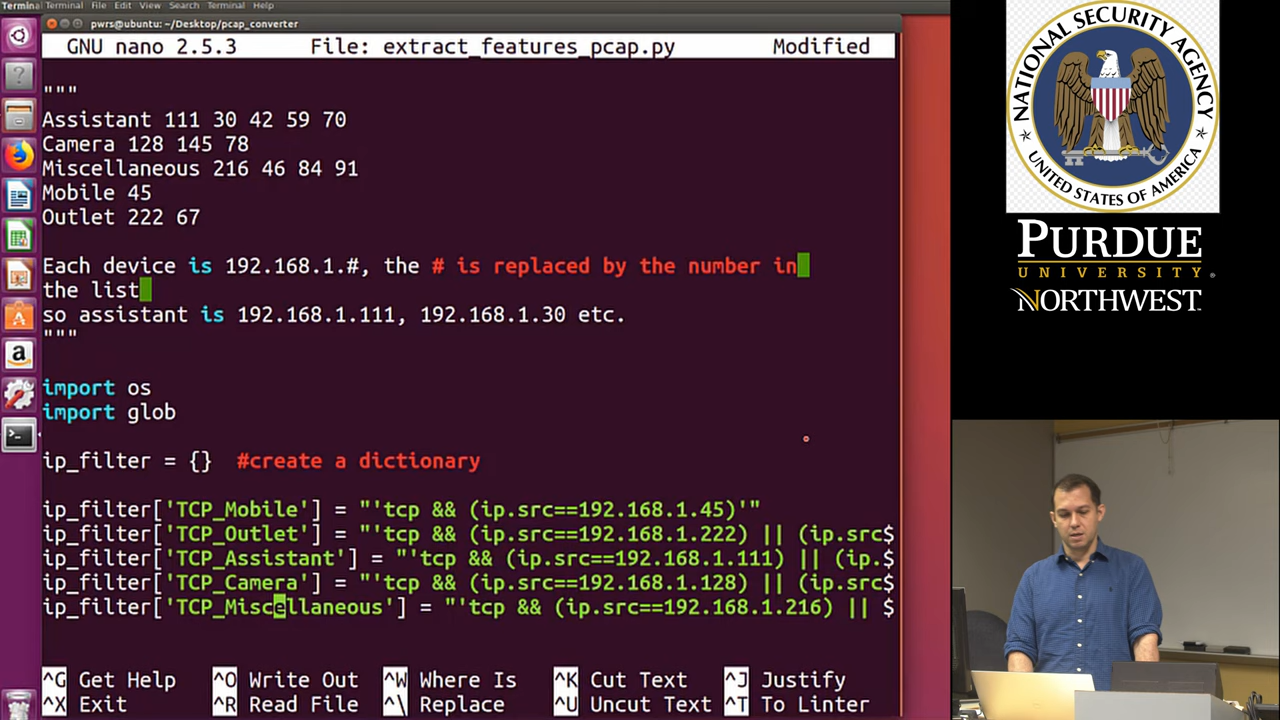 Terminal Terminal File Edit View Search Terminal Help
pwrs@ubuntu: ~/Desktop/pcap_converter
GNU nano 2.5.3 File: extract_features_pcap.py Modified
"""
Assistant 111 30 42 59 70
Camera 128 145 78
Miscellaneous 216 46 84 91
Mobile 45
Outlet 222 67
Each device is 192.168.1.#, the # is replaced by the number in
the list
so assistant is 192.168.1.111, 192.168.1.30 etc.
"""
import os
import glob
ip_filter = {} #create a dictionary
ip_filter['TCP_Mobile'] = "'tcp && (ip.src==192.168.1.45)'"
ip_filter['TCP_Outlet'] = "'tcp && (ip.src==192.168.1.222) || (ip.src$
ip_filter['TCP_Assistant'] = "'tcp && (ip.src==192.168.1.111) || (ip.$
ip_filter['TCP_Camera'] = "'tcp && (ip.src==192.168.1.128) || (ip.src$
ip_filter['TCP_Miscellaneous'] = "'tcp && (ip.src==192.168.1.216) || $
^G Get Help ^O Write Out ^W Where Is ^K Cut Text ^J Justify
^X Exit ^R Read File ^\ Replace ^U Uncut Text ^T To Linter
NATIONAL SECURITY AGENCY
UNITED STATES OF AMERICA
PURDUE
UNIVERSITY®
NORTHWEST